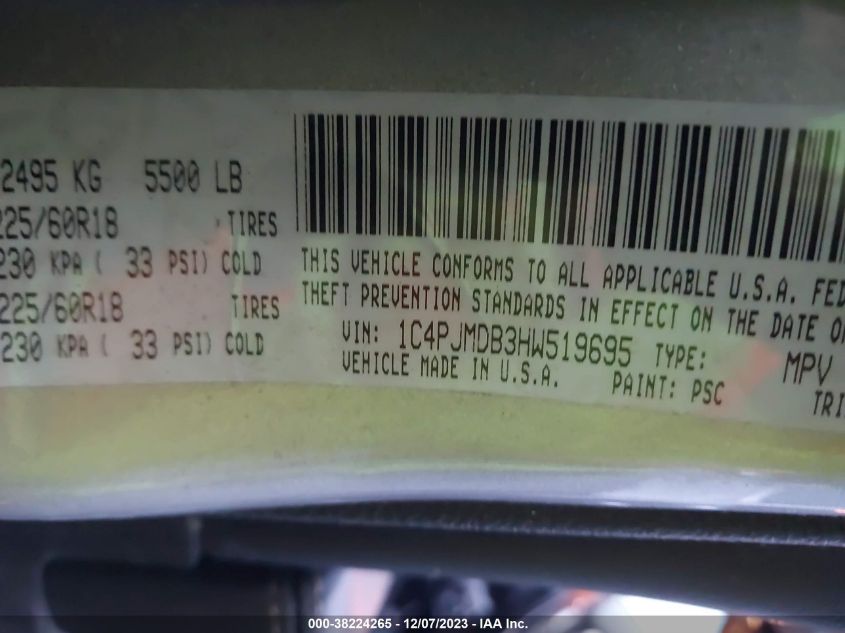 2495 KG 5500 LB
225/60R18 TIRES
230 KPA ( 33 PSI) COLD
225/60R18 TIRES
230 KPA ( 33 PSI) COLD
THIS VEHICLE CONFORMS TO ALL APPLICABLE U.S.A. FED
THEFT PREVENTION STANDARDS IN EFFECT ON THE DATE O
VIN: 1C4PJMDB3HW519695 TYPE: MPV
VEHICLE MADE IN U.S.A. PAINT: PSC
TRI
000-38224265 - 12/07/2023 - IAA Inc.